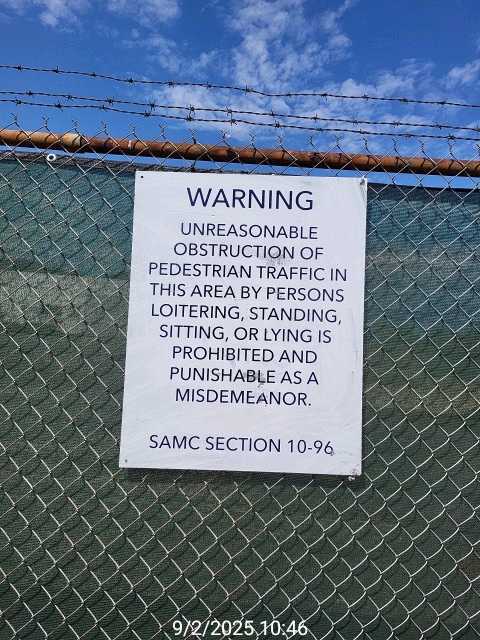 WARNING
UNREASONABLE
OBSTRUCTION OF
PEDESTRIAN TRAFFIC IN
THIS AREA BY PERSONS
LOITERING, STANDING,
SITTING, OR LYING IS
PROHIBITED AND
PUNISHABLE AS A
MISDEMEANOR.
SAMC SECTION 10-96
9/2/2025 10:46